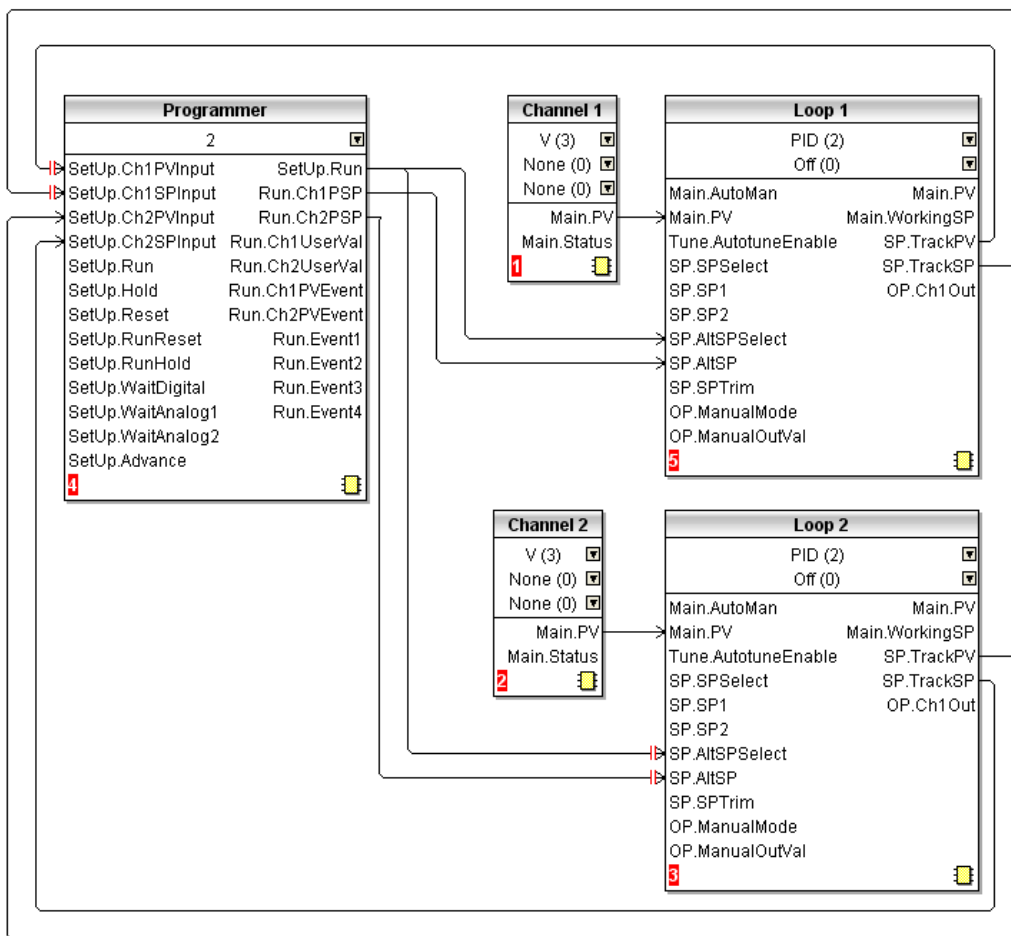 Programmer
2
SetUp.Ch1PVInput SetUp.Run
SetUp.Ch1SPInput Run.Ch1PSP
SetUp.Ch2PVInput Run.Ch2PSP
SetUp.Ch2SPInput Run.Ch1UserVal
SetUp.Run Run.Ch2UserVal
SetUp.Hold Run.Ch1PVEvent
SetUp.Reset Run.Ch2PVEvent
SetUp.RunReset Run.Event1
SetUp.RunHold Run.Event2
SetUp.WaitDigital Run.Event3
SetUp.WaitAnalog1 Run.Event4
SetUp.WaitAnalog2
SetUp.Advance
4
Channel 1
V (3)
None (0)
None (0)
Main.PV
Main.Status
1
Loop 1
PID (2)
Off (0)
Main.AutoMan Main.PV
Main.PV Main.WorkingSP
Tune.AutotuneEnable SP.TrackPV
SP.SPSelect SP.TrackSP
SP.SP1 OP.Ch1Out
SP.SP2
SP.AltSPSelect
SP.AltSP
SP.SPTrim
OP.ManualMode
OP.ManualOutVal
5
Channel 2
V (3)
None (0)
None (0)
Main.PV
Main.Status
2
Loop 2
PID (2)
Off (0)
Main.AutoMan Main.PV
Main.PV Main.WorkingSP
Tune.AutotuneEnable SP.TrackPV
SP.SPSelect SP.TrackSP
SP.SP1 OP.Ch1Out
SP.SP2
SP.AltSPSelect
SP.AltSP
SP.SPTrim
OP.ManualMode
OP.ManualOutVal
3